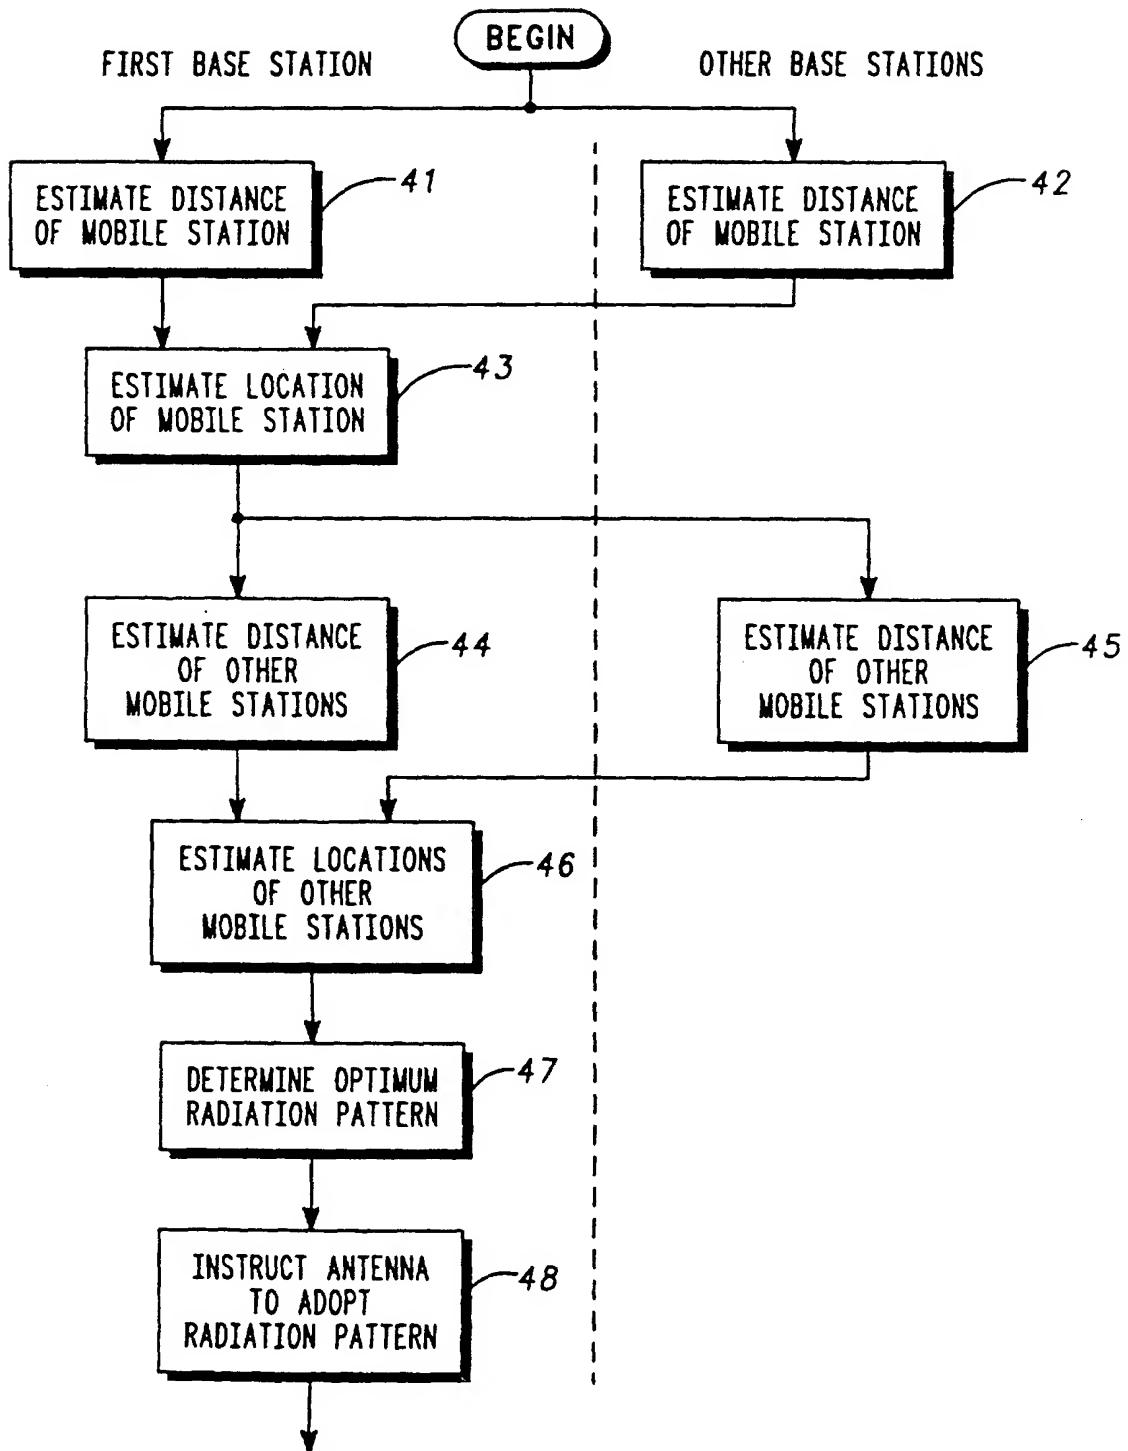 BEGIN
FIRST BASE STATION
OTHER BASE STATIONS
ESTIMATE DISTANCE
OF MOBILE STATION
41
ESTIMATE DISTANCE
OF MOBILE STATION
42
ESTIMATE LOCATION
OF MOBILE STATION
43
ESTIMATE DISTANCE
OF OTHER
MOBILE STATIONS
44
ESTIMATE DISTANCE
OF OTHER
MOBILE STATIONS
45
ESTIMATE LOCATIONS
OF OTHER
MOBILE STATIONS
46
DETERMINE OPTIMUM
RADIATION PATTERN
47
INSTRUCT ANTENNA
TO ADOPT
RADIATION PATTERN
48